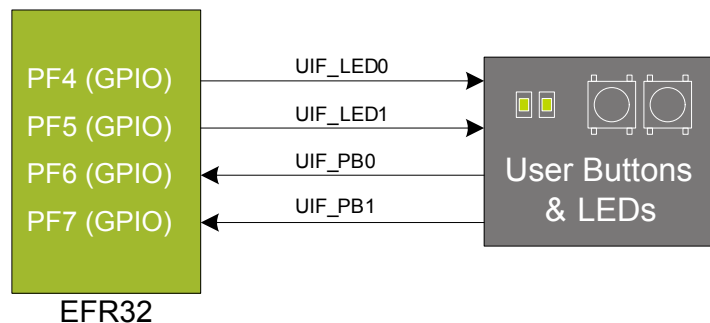 PF4 (GPIO)
PF5 (GPIO)
PF6 (GPIO)
PF7 (GPIO)
UIF_LED0
UIF_LED1
UIF_PB0
UIF_PB1
User Buttons
& LEDs
EFR32